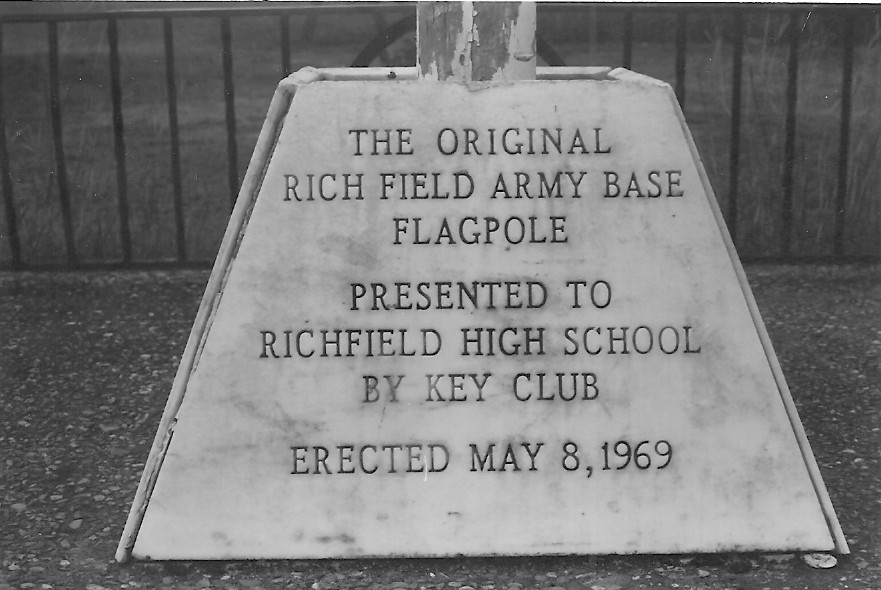 THE ORIGINAL
RICH FIELD ARMY BASE
FLAGPOLE
PRESENTED TO
RICHFIELD HIGH SCHOOL
BY KEY CLUB
ERECTED MAY 8, 1969